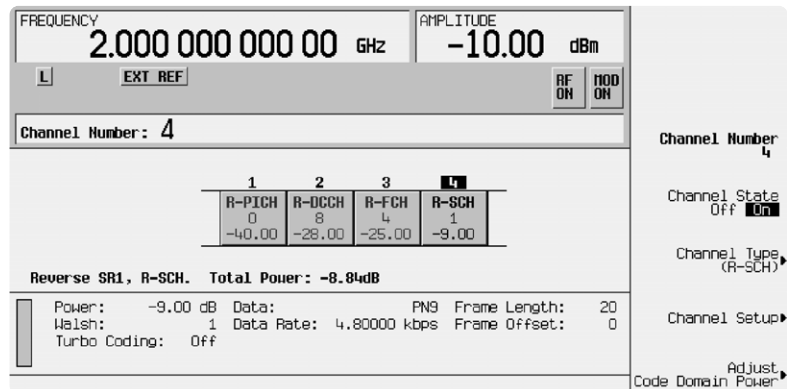 FREQUENCY
2.000 000 000 00 GHz
AMPLITUDE
-10.00 dBm
L
EXT REF
RF ON
MOD ON
Channel Number: 4
1 2 3 4
R-PICH R-DCCH R-FCH R-SCH
0 8 4 1
-40.00 -28.00 -25.00 -9.00
Reverse SR1, R-SCH. Total Power: -8.84dB
Power: -9.00 dB Data: PN9 Frame Length: 20
Walsh: 1 Data Rate: 4.80000 kbps Frame Offset: 0
Turbo Coding: Off
Channel Number
4
Channel State
Off On
Channel Type
(R-SCH)
Channel Setup
Adjust
Code Domain Power